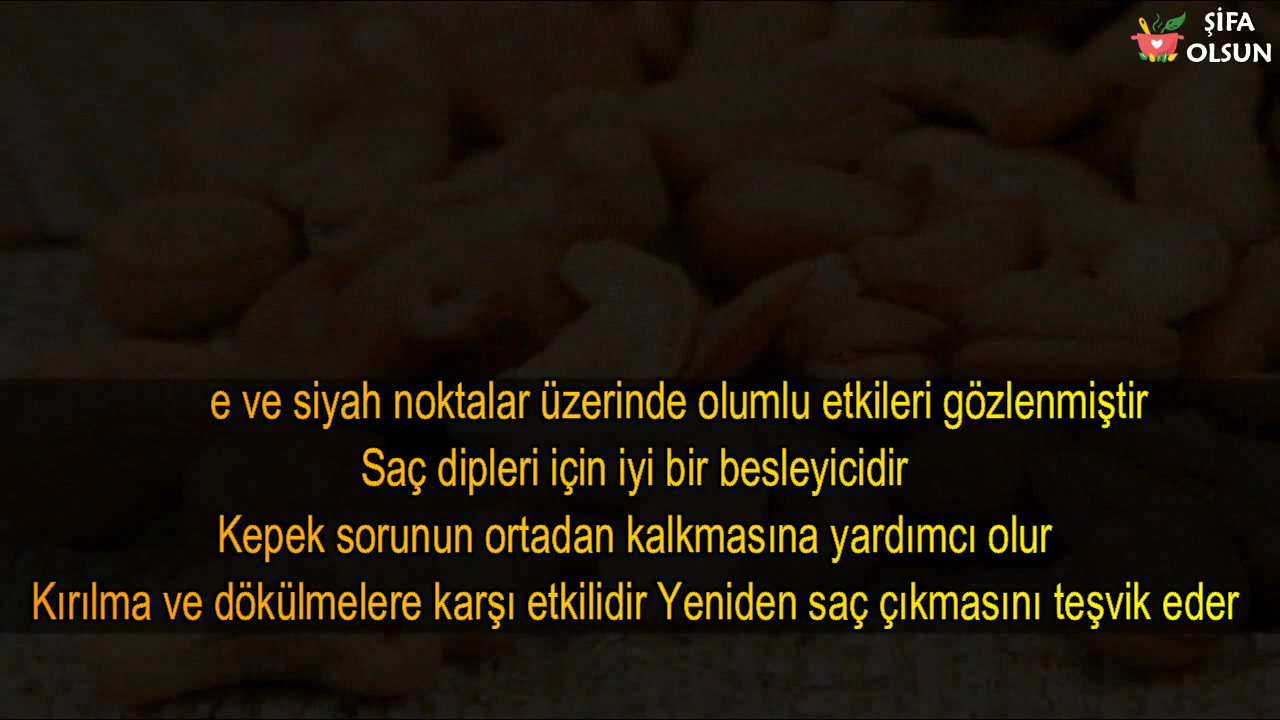 ŞİFA
OLSUN
e ve siyah noktalar üzerinde olumlu etkileri gözlenmiştir
Saç dipleri için iyi bir besleyicidir
Kepek sorunun ortadan kalkmasına yardımcı olur
Kırılma ve dökülmelere karşı etkilidir Yeniden saç çıkmasını teşvik eder